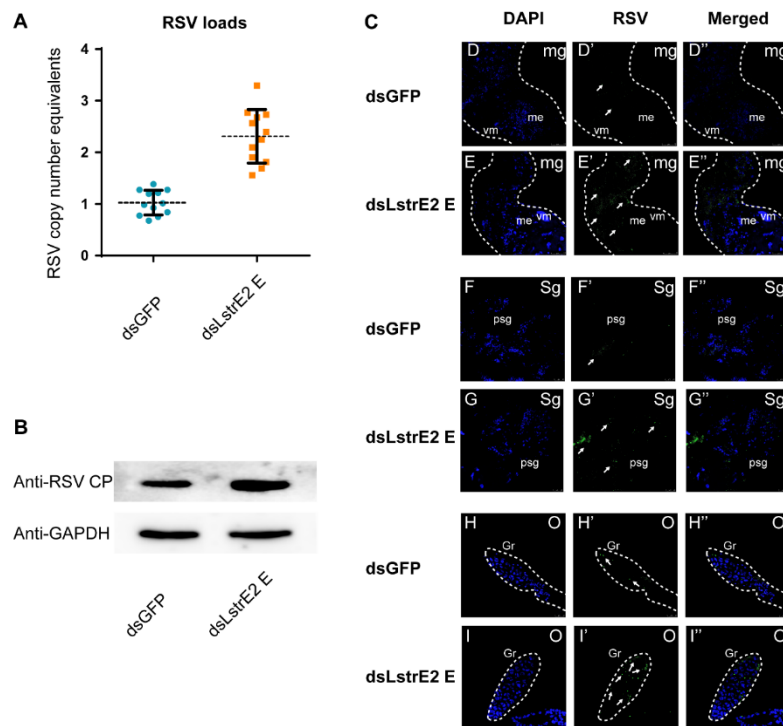 A
RSV loads
RSV copy number equivalents
4
3
2
1
0
dsGFP
dsLstrE2 E
B
Anti-RSV CP
Anti-GAPDH
dsGFP
dsLstrE2 E
C
DAPI RSV Merged
dsGFP
D mg D' mg D'' mg
me me me
vm vm vm
dsLstrE2 E
E mg E' mg E'' mg
me vm me vm me vm
dsGFP
F Sg F' Sg F'' Sg
psg psg psg
dsLstrE2 E
G Sg G' Sg G'' Sg
psg psg psg
dsGFP
H O H' O H'' O
Gr Gr Gr
dsLstrE2 E
I O I' O I'' O
Gr Gr Gr